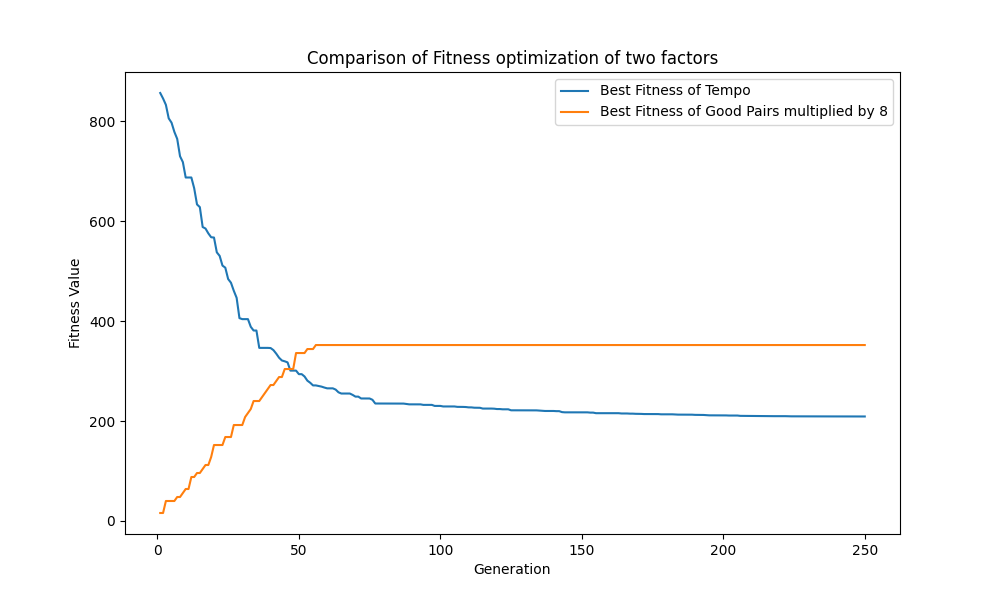 Comparison of Fitness optimization of two factors
Best Fitness of Tempo
Best Fitness of Good Pairs multiplied by 8
800
600
400
200
0
Fitness Value
0 50 100 150 200 250
Generation